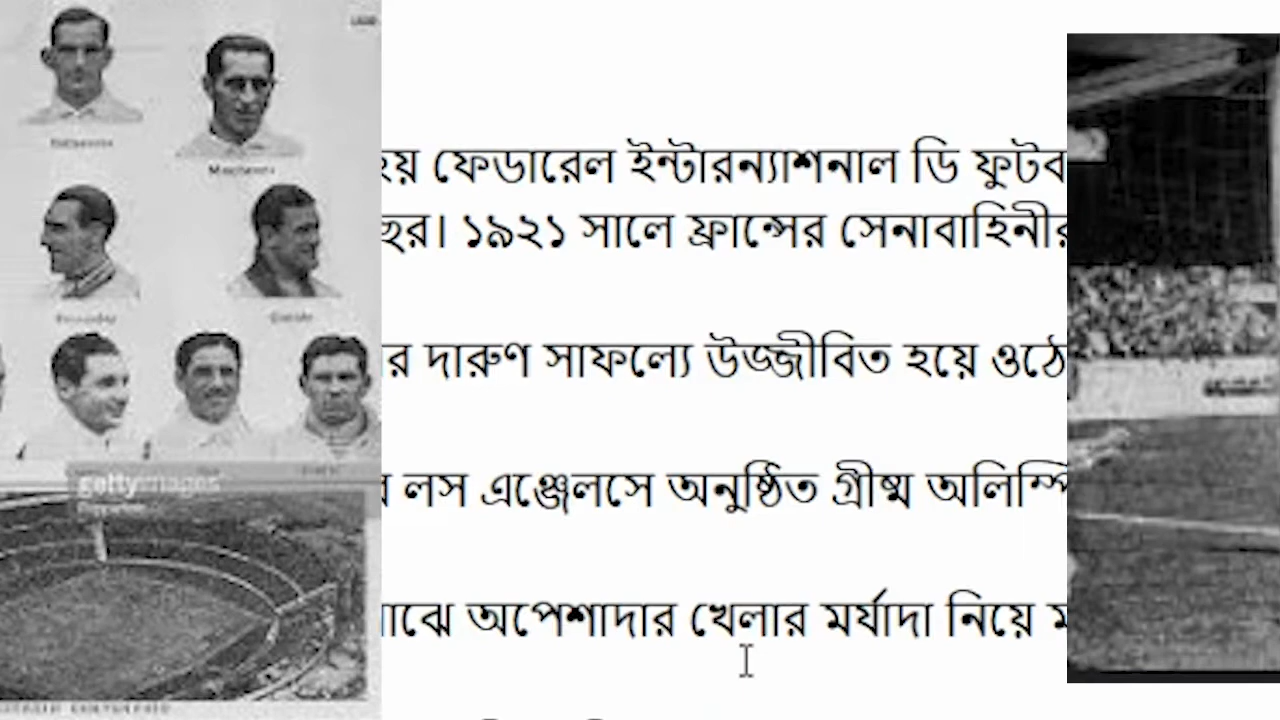 হয় ফেডারেল ইন্টারন্যাশনাল ডি ফুটব
ছর। ১৯২১ সালে ফ্রান্সের সেনাবাহিনীর
র দারুণ সাফল্যে উজ্জীবিত হয়ে ওঠে
লস এঞ্জেলসে অনুষ্ঠিত গ্রীষ্ম অলিম্পি
মাঝে অপেশাদার খেলার মর্যাদা নিয়ে ম
gettyimages